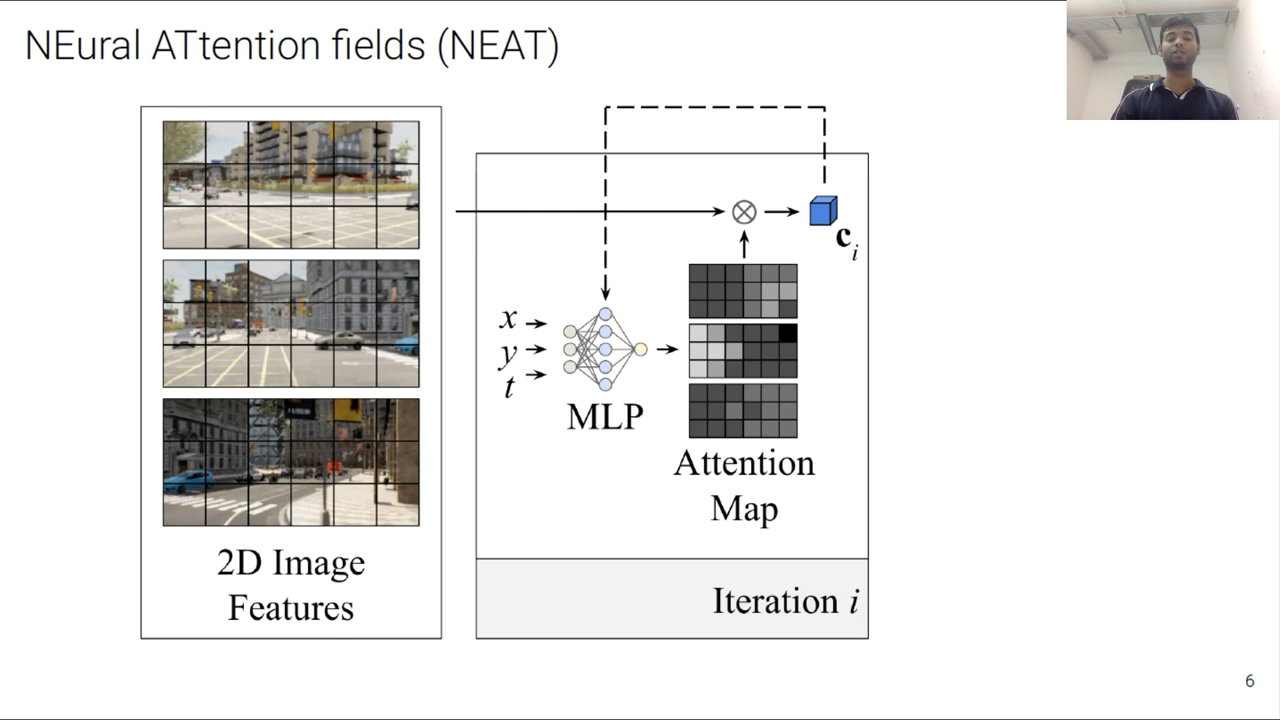 NEural ATtention fields (NEAT)
2D Image
Features
x
y
t
MLP
Attention
Map
c_i
Iteration i
6